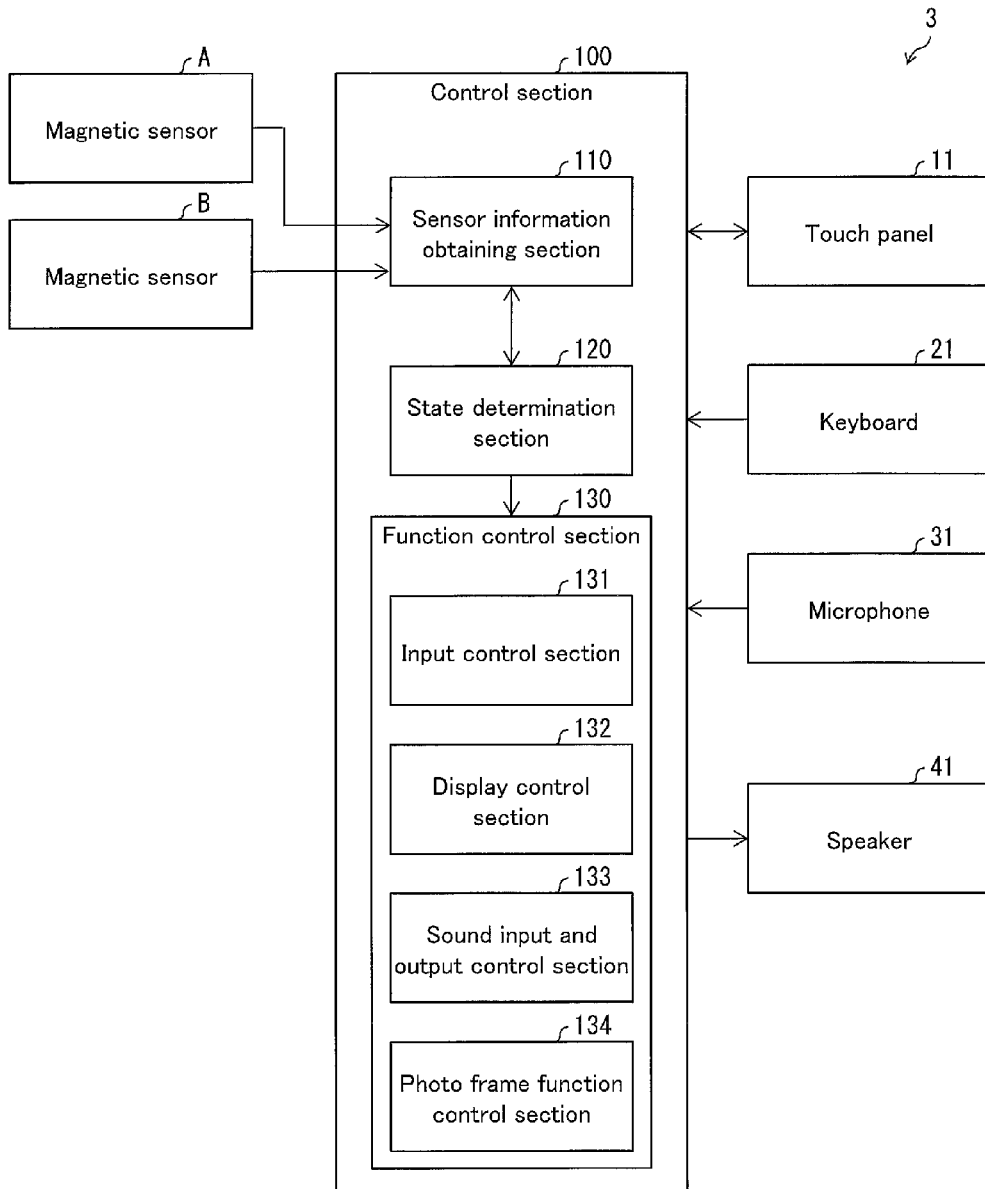 3
A
Magnetic sensor
B
Magnetic sensor
100
Control section
110
Sensor information
obtaining section
120
State determination
section
130
Function control section
131
Input control section
132
Display control
section
133
Sound input and
output control section
134
Photo frame function
control section
11
Touch panel
21
Keyboard
31
Microphone
41
Speaker